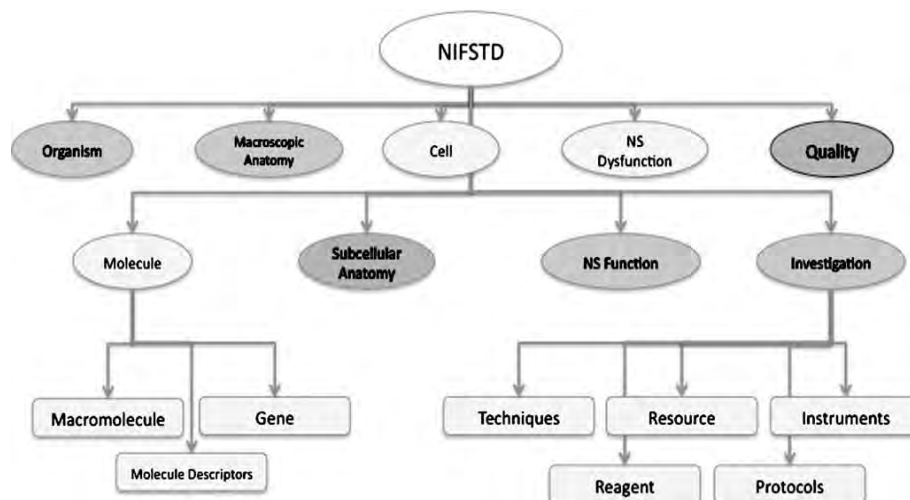 NIFSTD
Organism
Macroscopic
Anatomy
Cell
NS
Dysfunction
Quality
Molecule
Subcellular
Anatomy
NS Function
Investigation
Macromolecule
Gene
Techniques
Resource
Instruments
Molecule Descriptors
Reagent
Protocols